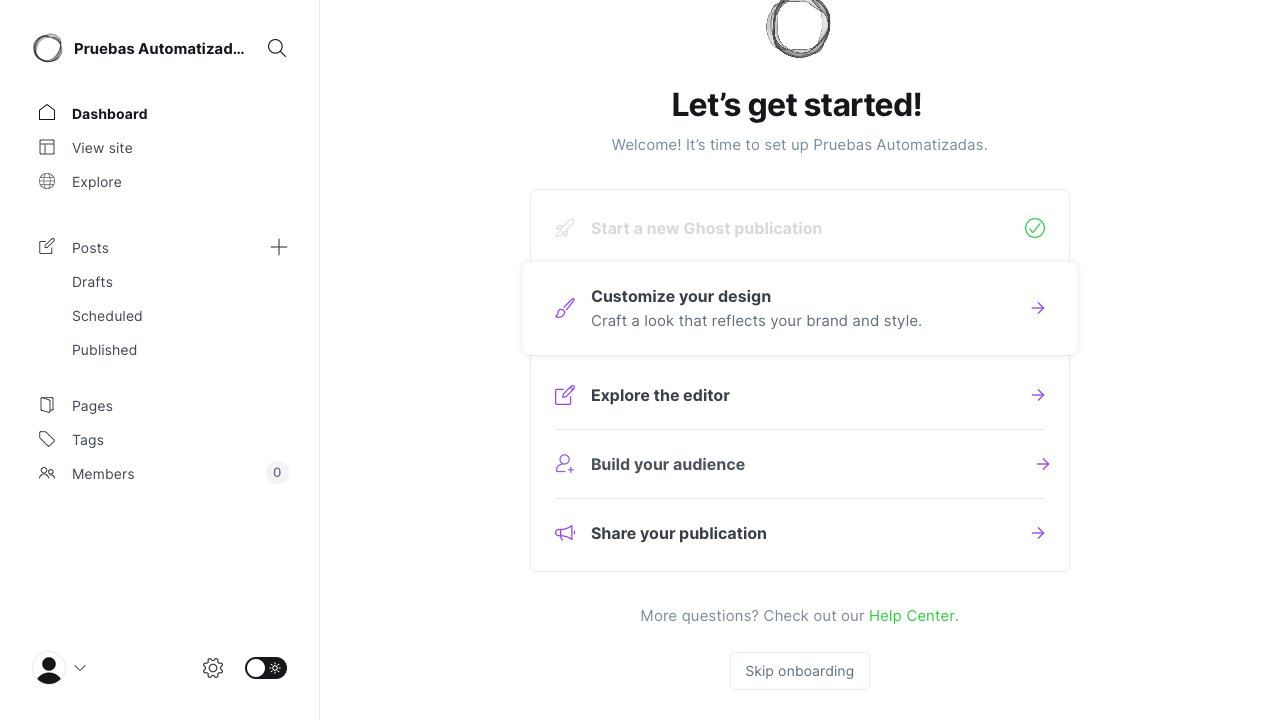 Pruebas Automatizad...
Dashboard
View site
Explore
Posts
Drafts
Scheduled
Published
Pages
Tags
Members
0
Let’s get started!
Welcome! It’s time to set up Pruebas Automatizadas.
Start a new Ghost publication
Customize your design
Craft a look that reflects your brand and style.
Explore the editor
Build your audience
Share your publication
More questions? Check out our Help Center.
Skip onboarding